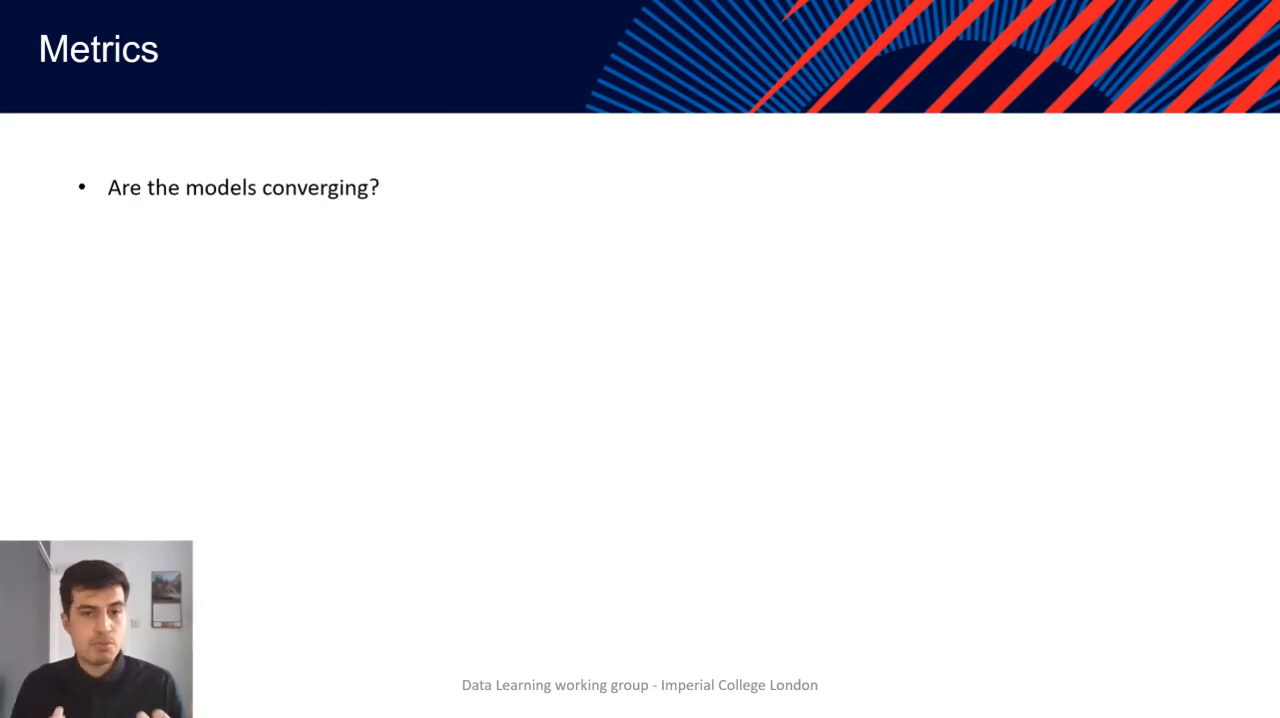 Metrics
• Are the models converging?
Data Learning working group - Imperial College London